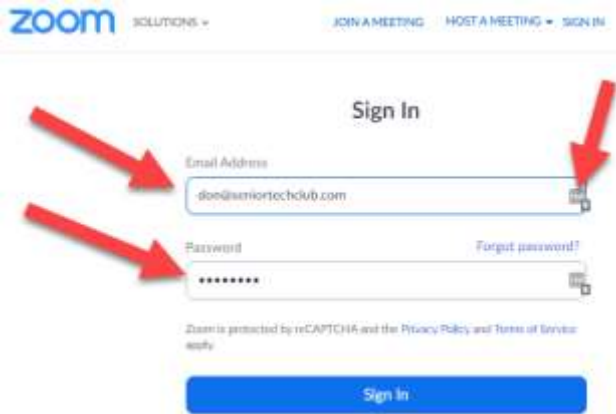 zoom SOLUTIONS JOIN A MEETING HOST A MEETING SIGN IN
Sign In
Email Address
don@seniortechclub.com
Password Forgot password?
********
Zoom is protected by reCAPTCHA and the Privacy Policy and Terms of Service
apply.
Sign In